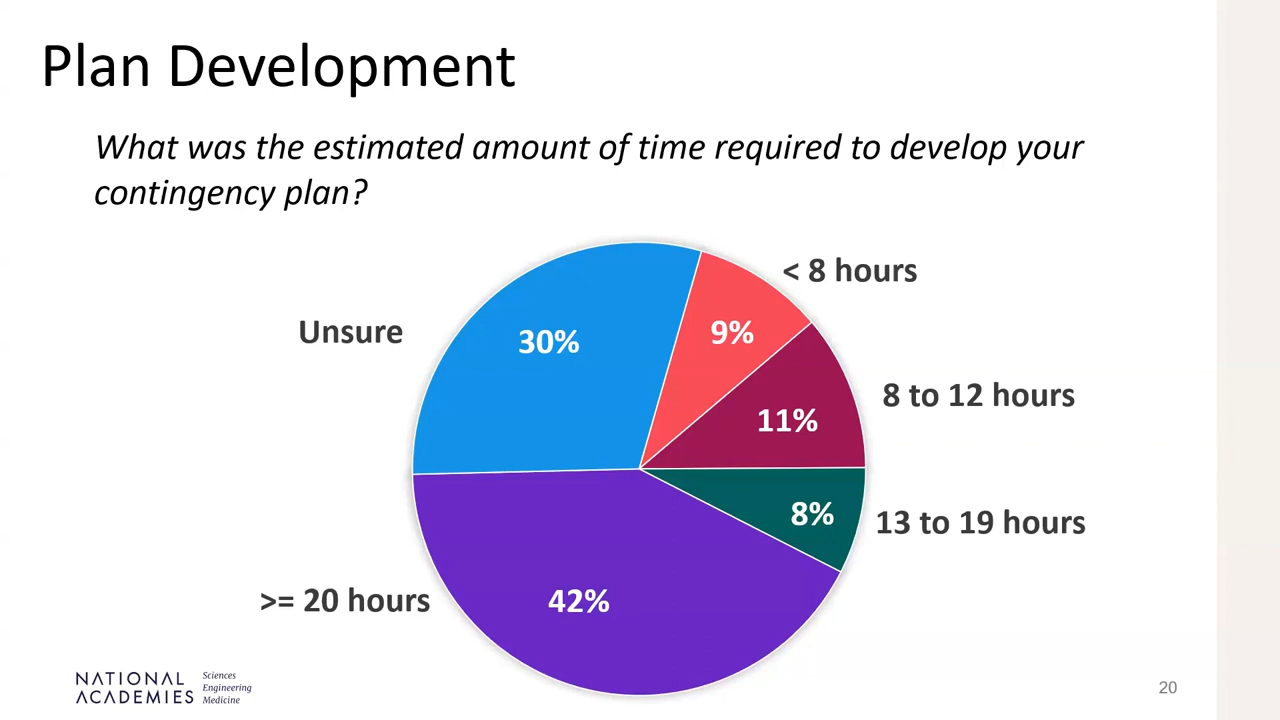 Plan Development
What was the estimated amount of time required to develop your
contingency plan?
< 8 hours
Unsure
30%
9%
8 to 12 hours
11%
8%
13 to 19 hours
>= 20 hours
42%
NATIONAL
ACADEMIES
Sciences
Engineering
Medicine
20